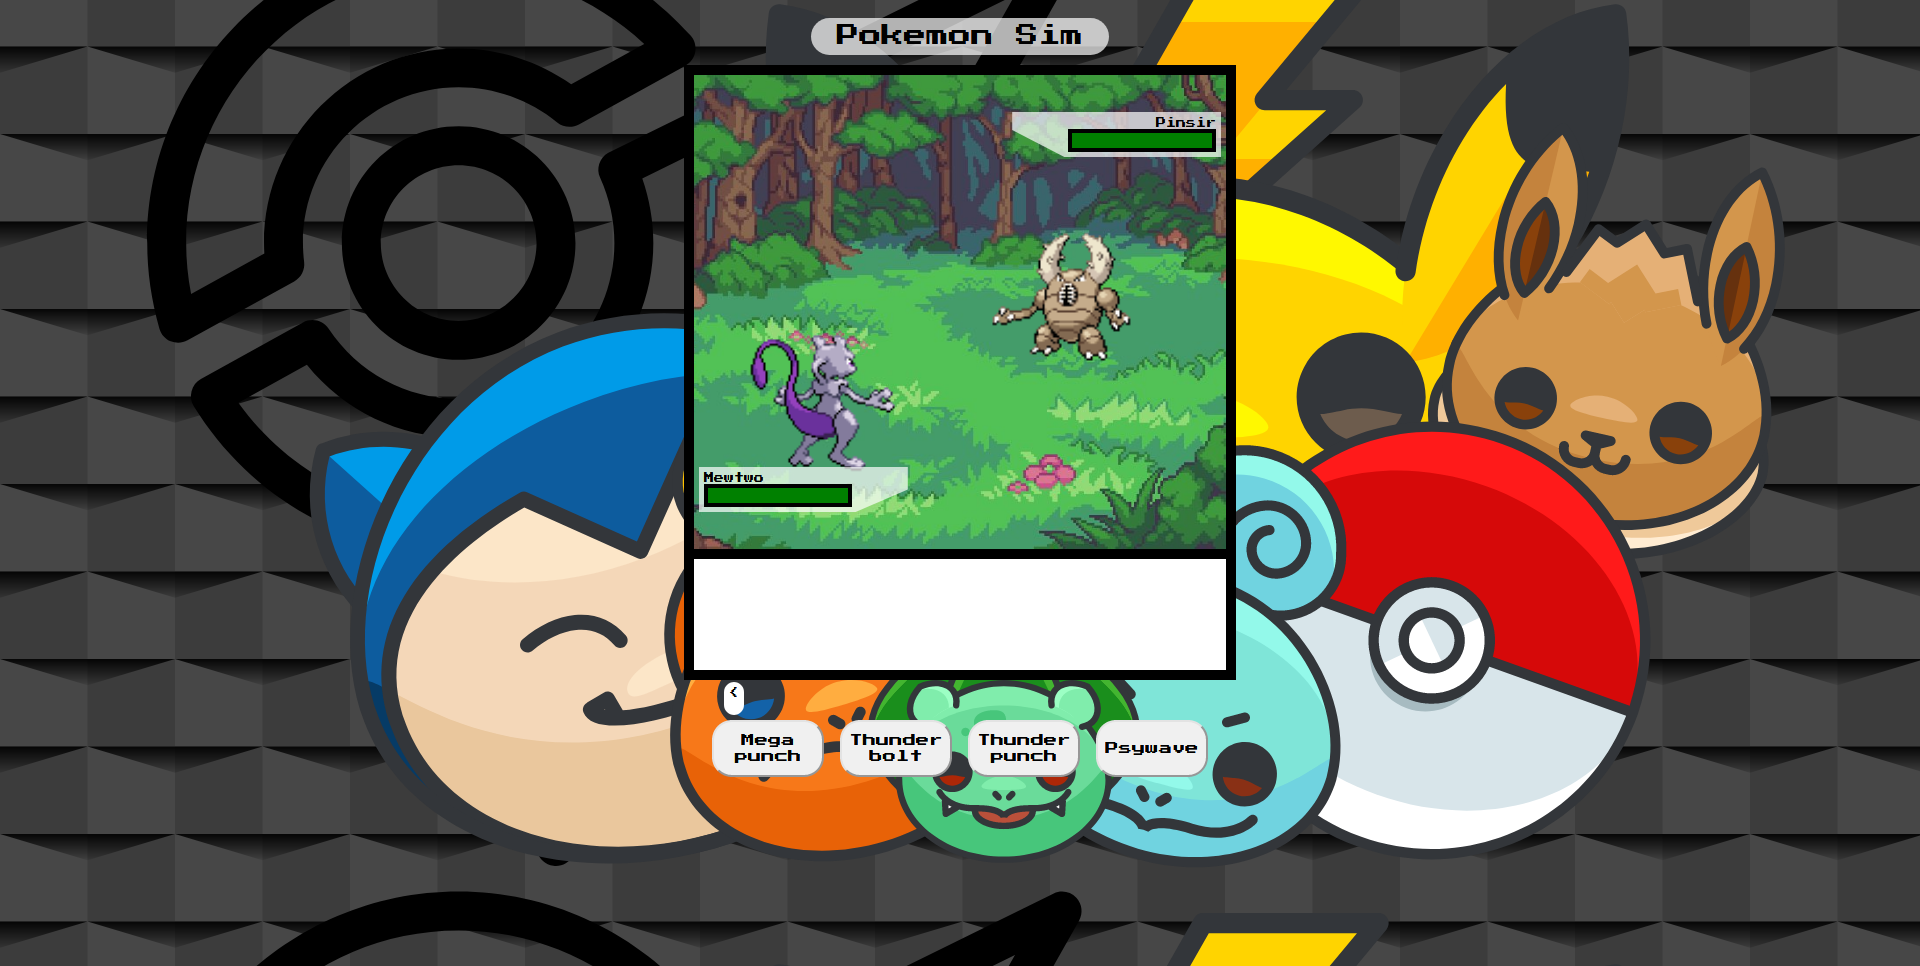 Pokemon Sim
Pinsir
Mewtwo
<
Mega
punch
Thunder
bolt
Thunder
punch
Psywave